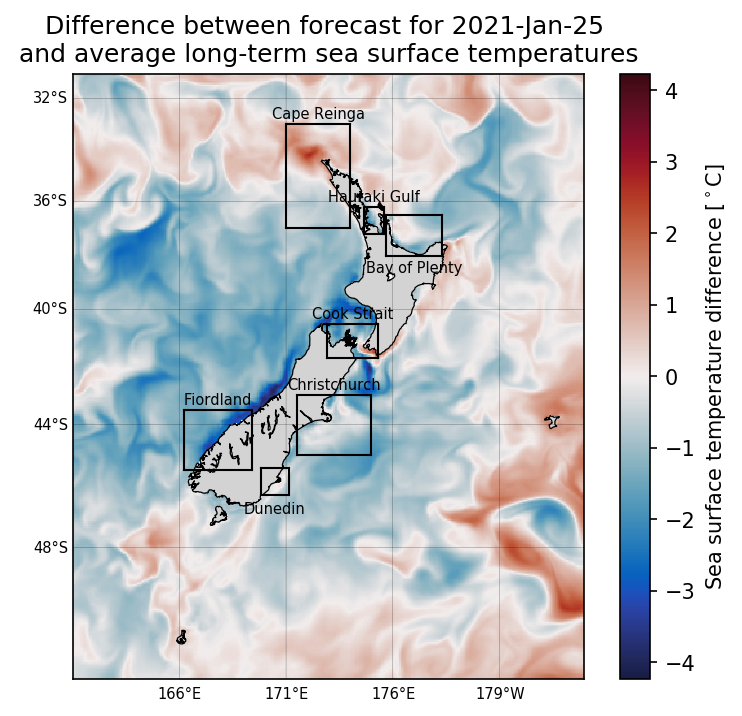 Difference between forecast for 2021-Jan-25
and average long-term sea surface temperatures
32°S
36°S
40°S
44°S
48°S
166°E
171°E
176°E
179°W
Cape Reinga
Hauraki Gulf
Bay of Plenty
Cook Strait
Christchurch
Fiordland
Dunedin
4
3
2
1
0
−1
−2
−3
−4
Sea surface temperature difference [°C]